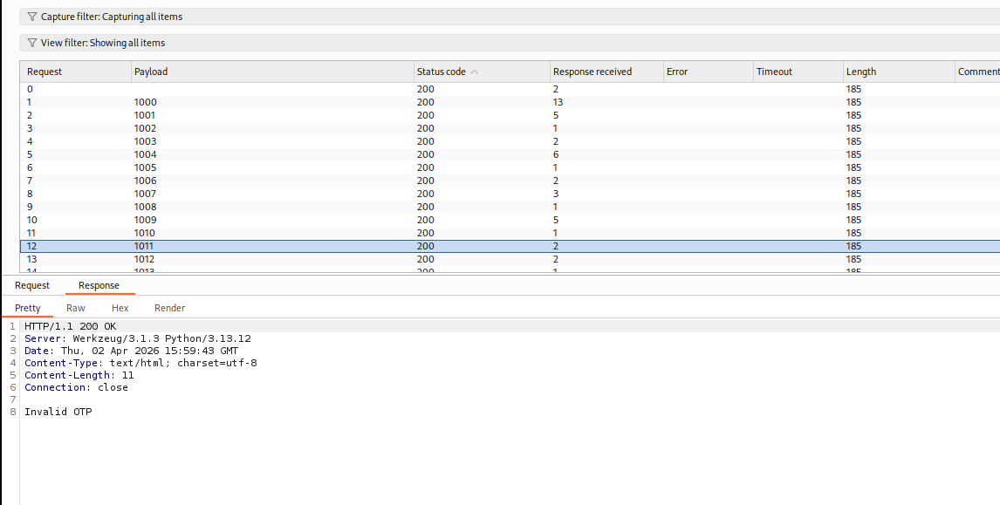 Capture filter: Capturing all items
View filter: Showing all items
Request Payload Status code Response received Error Timeout Length Comment
0 200 2 185
1 1000 200 13 185
2 1001 200 5 185
3 1002 200 1 185
4 1003 200 2 185
5 1004 200 6 185
6 1005 200 1 185
7 1006 200 2 185
8 1007 200 3 185
9 1008 200 1 185
10 1009 200 5 185
11 1010 200 1 185
12 1011 200 2 185
13 1012 200 2 185
14 1013 200 1 185
Request Response
Pretty Raw Hex Render
1 HTTP/1.1 200 OK
2 Server: Werkzeug/3.1.3 Python/3.13.12
3 Date: Thu, 02 Apr 2026 15:59:43 GMT
4 Content-Type: text/html; charset=utf-8
5 Content-Length: 11
6 Connection: close
7
8 Invalid OTP